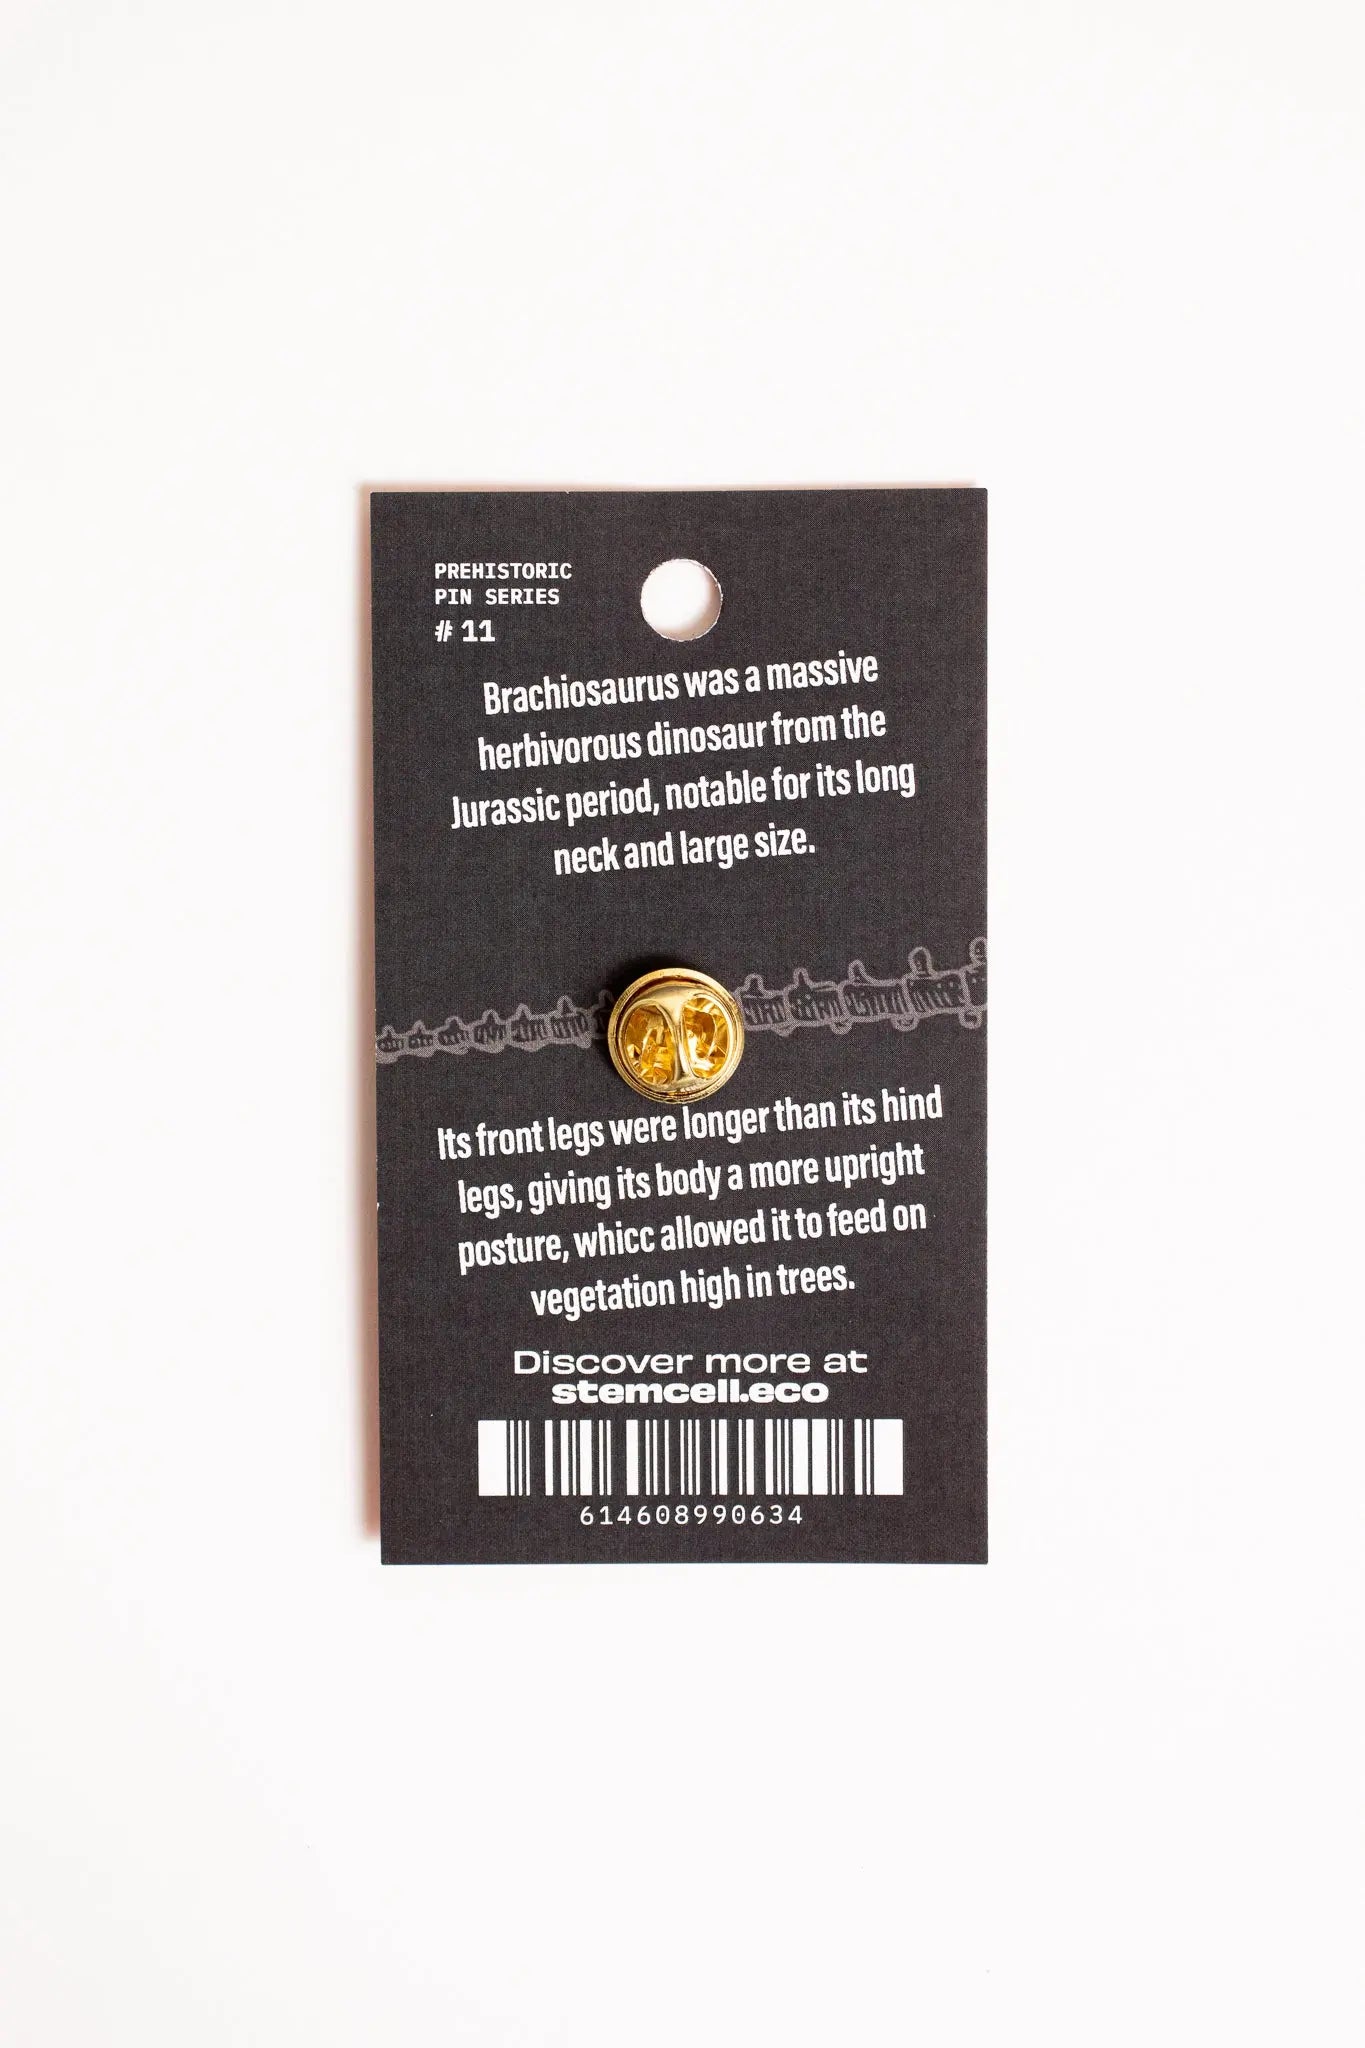 PREHISTORIC
PIN SERIES
# 11
Brachiosaurus was a massive
herbivorous dinosaur from the
Jurassic period, notable for its long
neck and large size.
Its front legs were longer than its hind
legs, giving its body a more upright
posture, whicc allowed it to feed on
vegetation high in trees.
Discover more at
stemcell.eco
614608990634